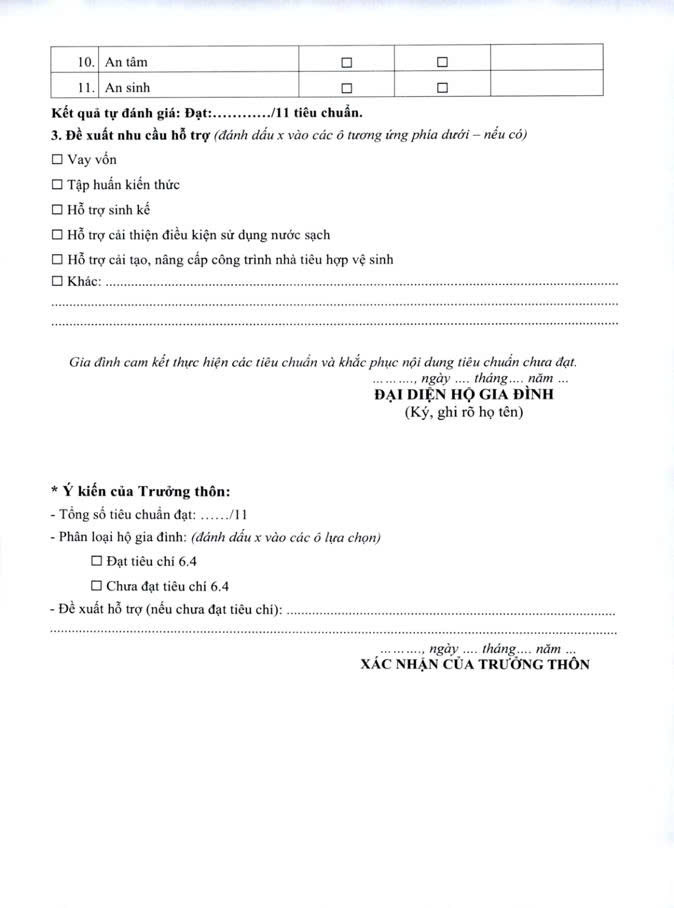 10. An tâm ☐ ☐
11. An sinh ☐ ☐
Kết quả tự đánh giá: Đạt:…………/11 tiêu chuẩn.
3. Đề xuất nhu cầu hỗ trợ (đánh dấu x vào các ô tương ứng phía dưới – nếu có)
☐ Vay vốn
☐ Tập huấn kiến thức
☐ Hỗ trợ sinh kế
☐ Hỗ trợ cải thiện điều kiện sử dụng nước sạch
☐ Hỗ trợ cải tạo, nâng cấp công trình nhà tiêu hợp vệ sinh
☐ Khác: ........................................................................
........................................................................
........................................................................
Gia đình cam kết thực hiện các tiêu chuẩn và khắc phục nội dung tiêu chuẩn chưa đạt.
………., ngày .... tháng.... năm ...
ĐẠI DIỆN HỘ GIA ĐÌNH
(Ký, ghi rõ họ tên)
* Ý kiến của Trưởng thôn:
- Tổng số tiêu chuẩn đạt: ….../11
- Phân loại hộ gia đình: (đánh dấu x vào các ô lựa chọn)
☐ Đạt tiêu chí 6.4
☐ Chưa đạt tiêu chí 6.4
- Đề xuất hỗ trợ (nếu chưa đạt tiêu chí): ........................................................................
........................................................................
………., ngày .... tháng.... năm ...
XÁC NHẬN CỦA TRƯỞNG THÔN